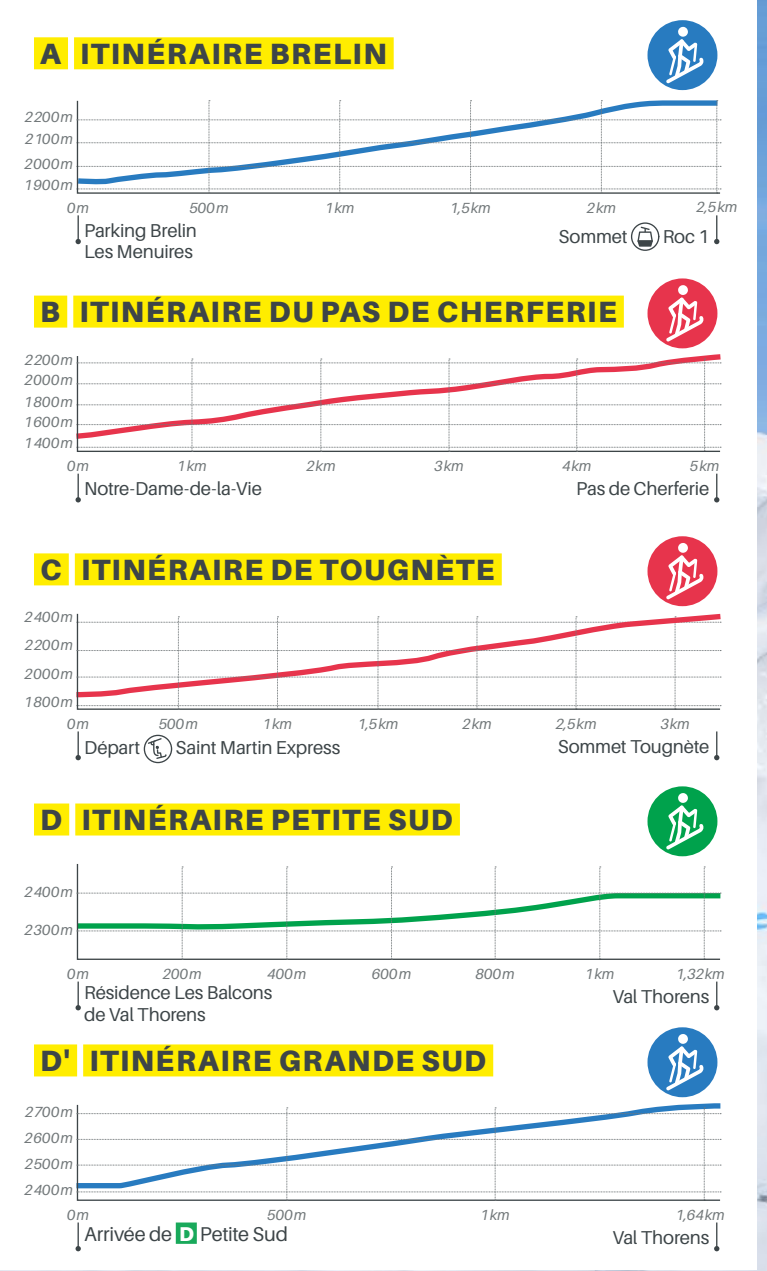 A ITINÉRAIRE BRELIN
2200m
2100m
2000m
1900m
0m 500m 1km 1,5km 2km 2,5km
Parking Brelin
Les Menuires
Sommet Roc 1
B ITINÉRAIRE DU PAS DE CHERFERIE
2200m
2000m
1800m
1600m
1400m
0m 1km 2km 3km 4km 5km
Notre-Dame-de-la-Vie
Pas de Cherferie
C ITINÉRAIRE DE TOUGNÈTE
2400m
2200m
2000m
1800m
0m 500m 1km 1,5km 2km 2,5km 3km
Départ Saint Martin Express
Sommet Tougnète
D ITINÉRAIRE PETITE SUD
2400m
2300m
0m 200m 400m 600m 800m 1km 1,32km
Résidence Les Balcons
de Val Thorens
Val Thorens
D' ITINÉRAIRE GRANDE SUD
2700m
2600m
2500m
2400m
0m 500m 1km 1,64km
Arrivée de D Petite Sud
Val Thorens